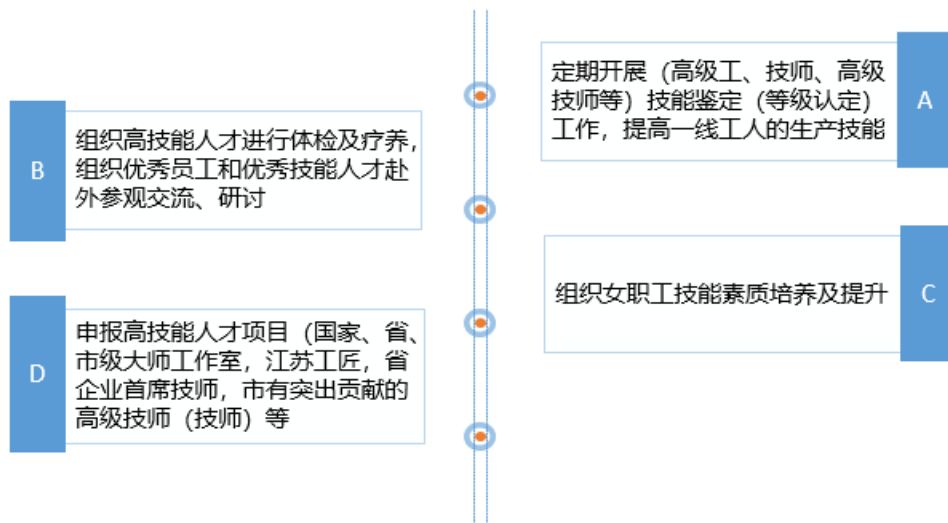 A
定期开展（高级工、技师、高级
技师等）技能鉴定（等级认定）
工作，提高一线工人的生产技能
B
组织高技能人才进行体检及疗养，
组织优秀员工和优秀技能人才赴
外参观交流、研讨
C
组织女职工技能素质培养及提升
D
申报高技能人才项目（国家、省、
市级大师工作室，江苏工匠，省
企业首席技师，市有突出贡献的
高级技师（技师）等